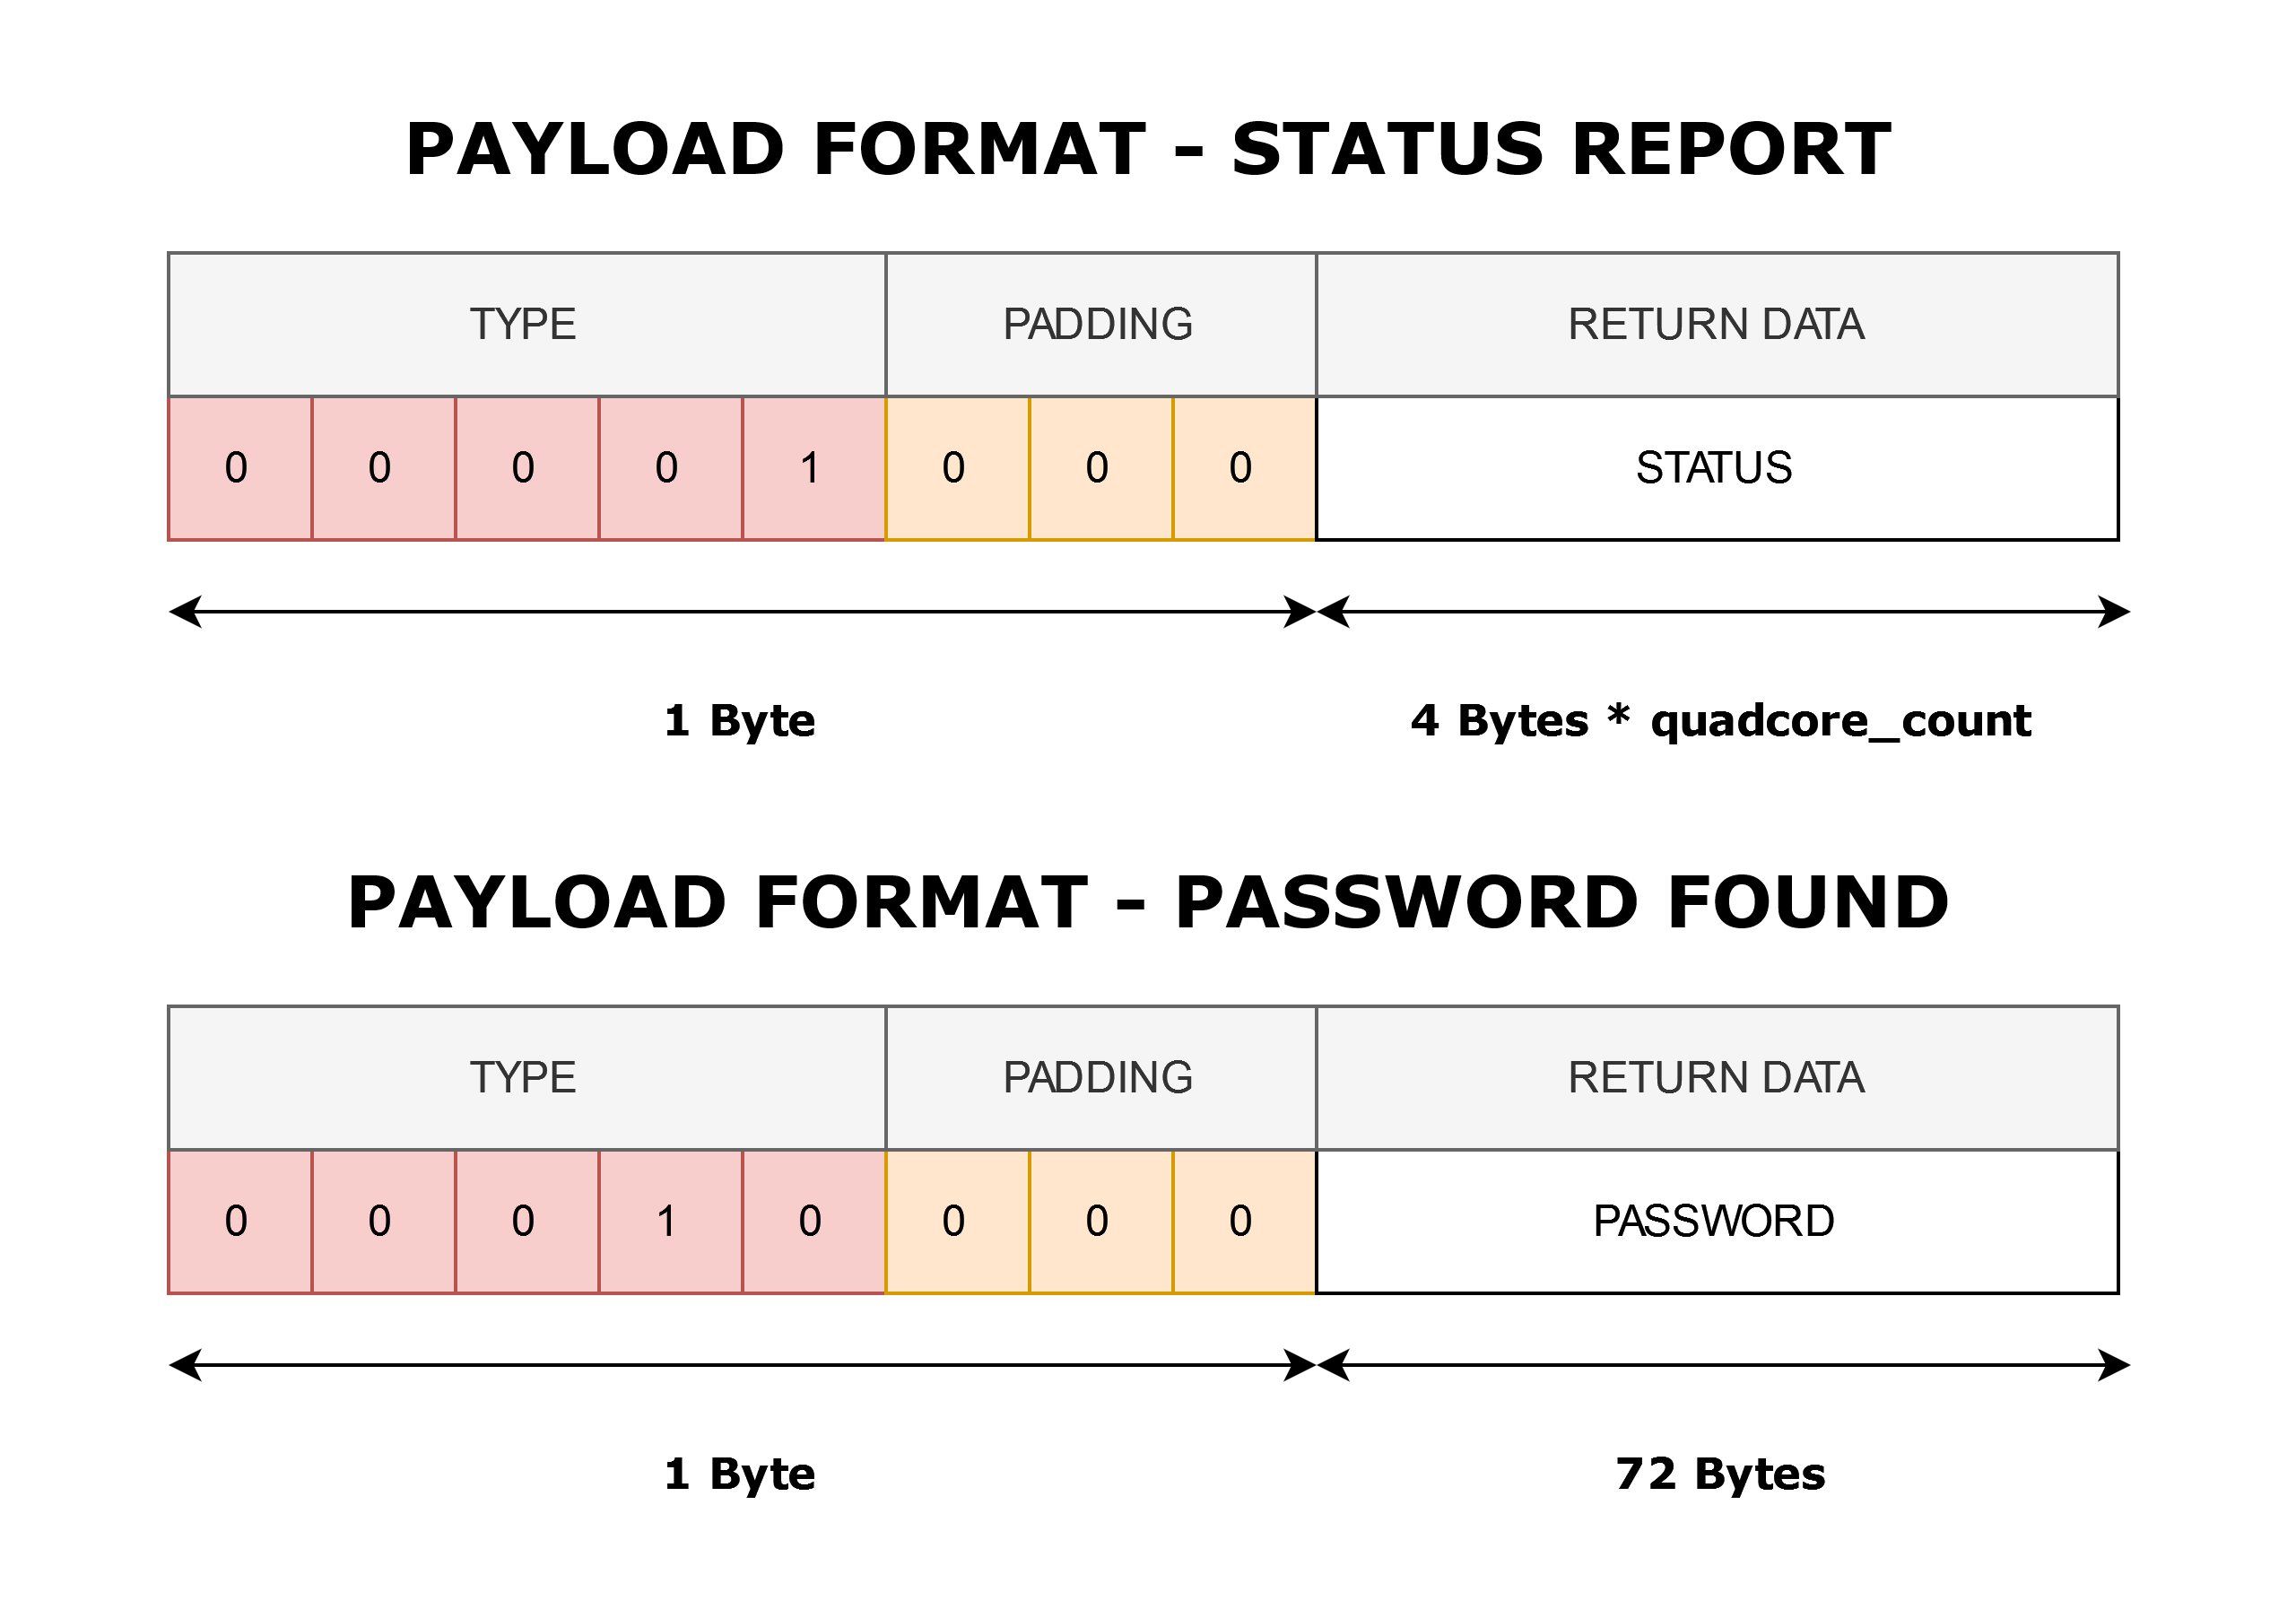 PAYLOAD FORMAT - STATUS REPORT
TYPE PADDING RETURN DATA
0 0 0 0 1 0 0 0 STATUS
1 Byte 4 Bytes * quadcore_count
PAYLOAD FORMAT - PASSWORD FOUND
TYPE PADDING RETURN DATA
0 0 0 1 0 0 0 0 PASSWORD
1 Byte 72 Bytes